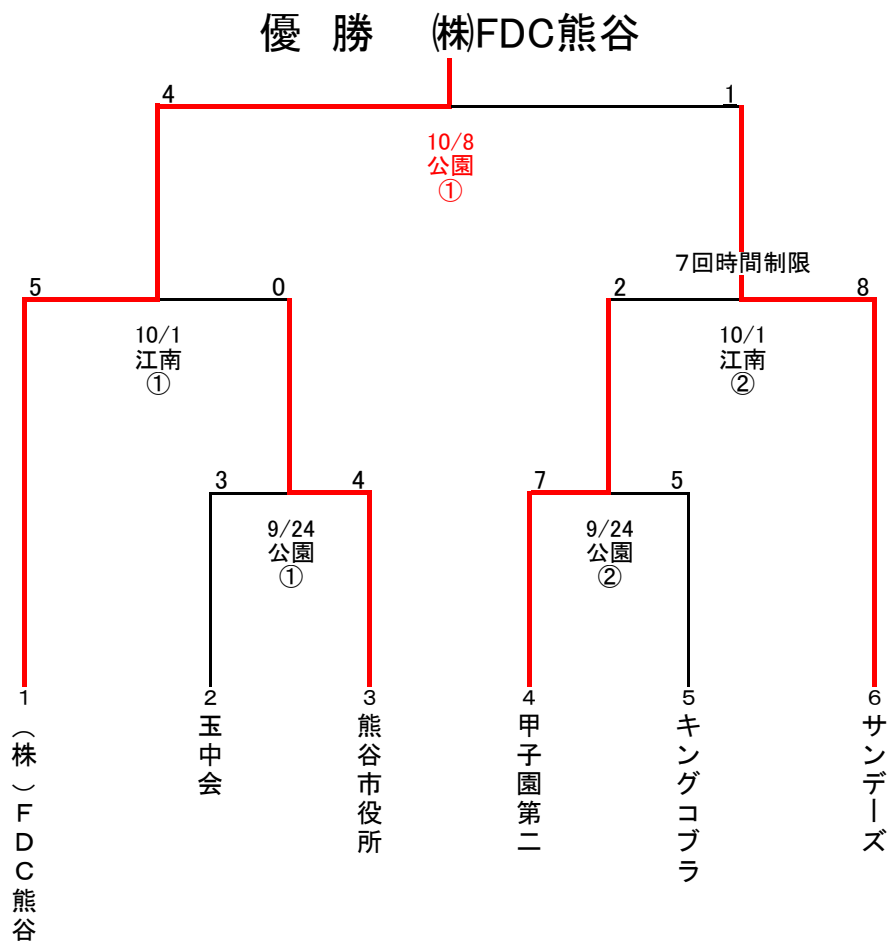 優 勝 ㈱FDC熊谷
4
1
10/8
公園
①
7回時間制限
5
0
2
8
10/1
江南
①
10/1
江南
②
3
4
7
5
9/24
公園
①
9/24
公園
②
1
2
3
4
5
6
（株）FDC熊谷
玉中会
熊谷市役所
甲子園第二
キングコブラ
サンデーズ